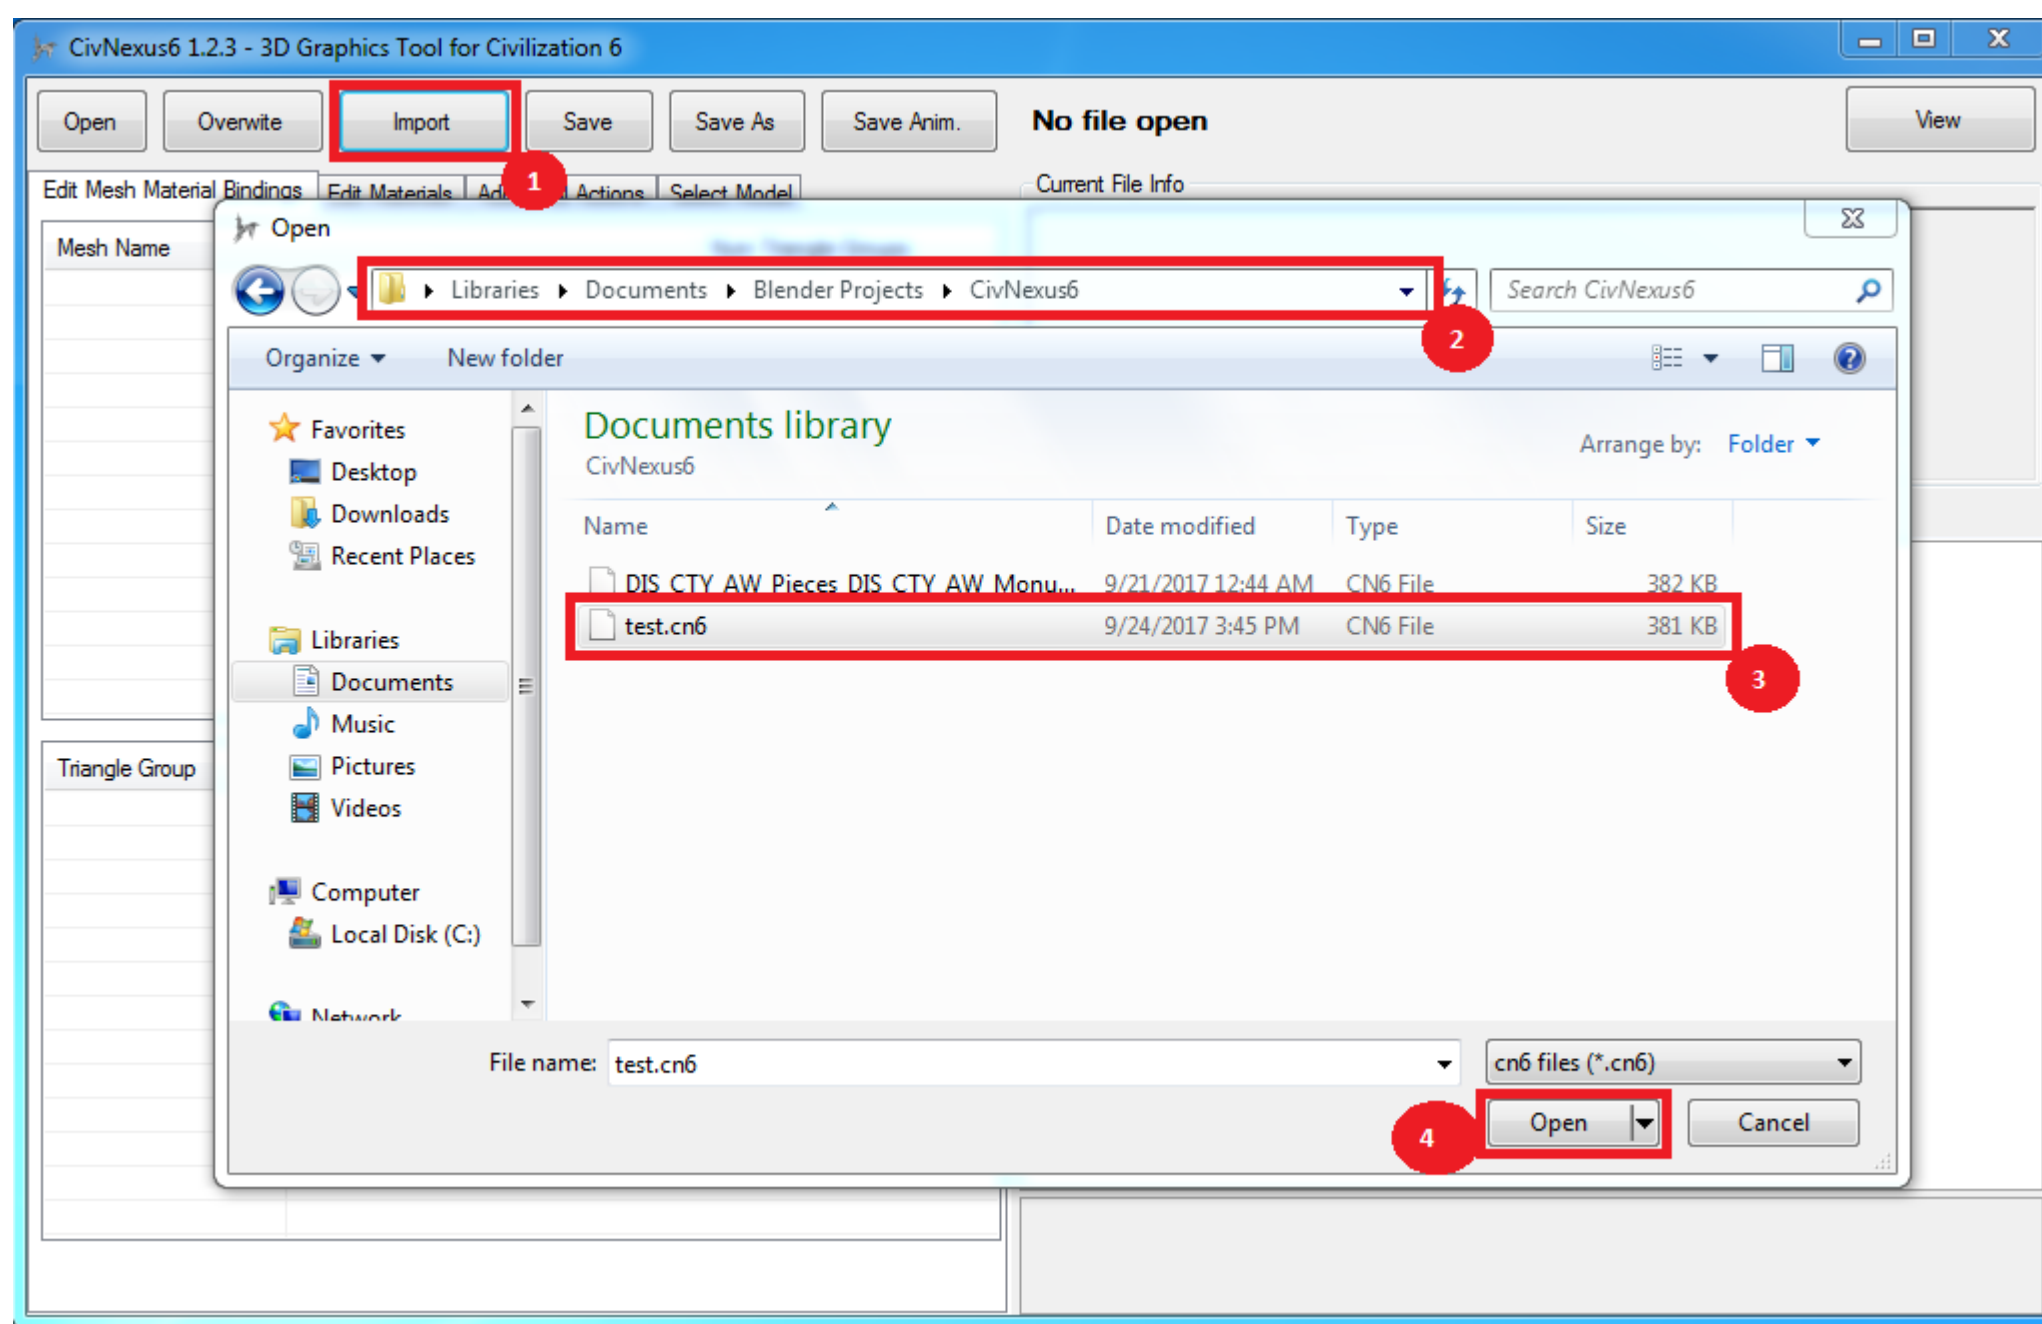 CivNexus6 1.2.3 - 3D Graphics Tool for Civilization 6
Open Overwite Import Save Save As Save Anim. No file open View
1
Edit Mesh Material Bindings Edit Materials Actions Select Model Current File Info
Open
Mesh Name
Libraries Documents Blender Projects CivNexus6 Search CivNexus6
2
Organize New folder
Favorites
Desktop
Downloads
Recent Places
Libraries
Documents
Music
Pictures
Videos
Computer
Local Disk (C:)
Network
Documents library
CivNexus6
Arrange by: Folder
Name Date modified Type Size
DIS_CTY_AW_Pieces_DIS_CTY_AW_Monu... 9/21/2017 12:44 AM CN6 File 382 KB
test.cn6 9/24/2017 3:45 PM CN6 File 381 KB
3
Triangle Group
File name: test.cn6 cn6 files (*.cn6)
4
Open Cancel